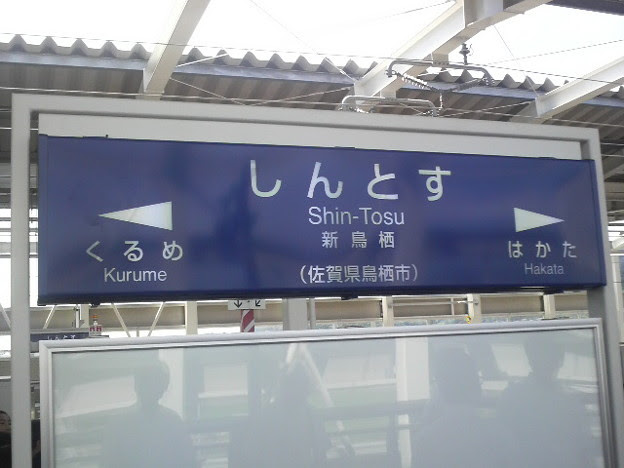 しんとす
Shin-Tosu
新鳥栖
(佐賀県鳥栖市)
くるめ
Kurume
はかた
Hakata